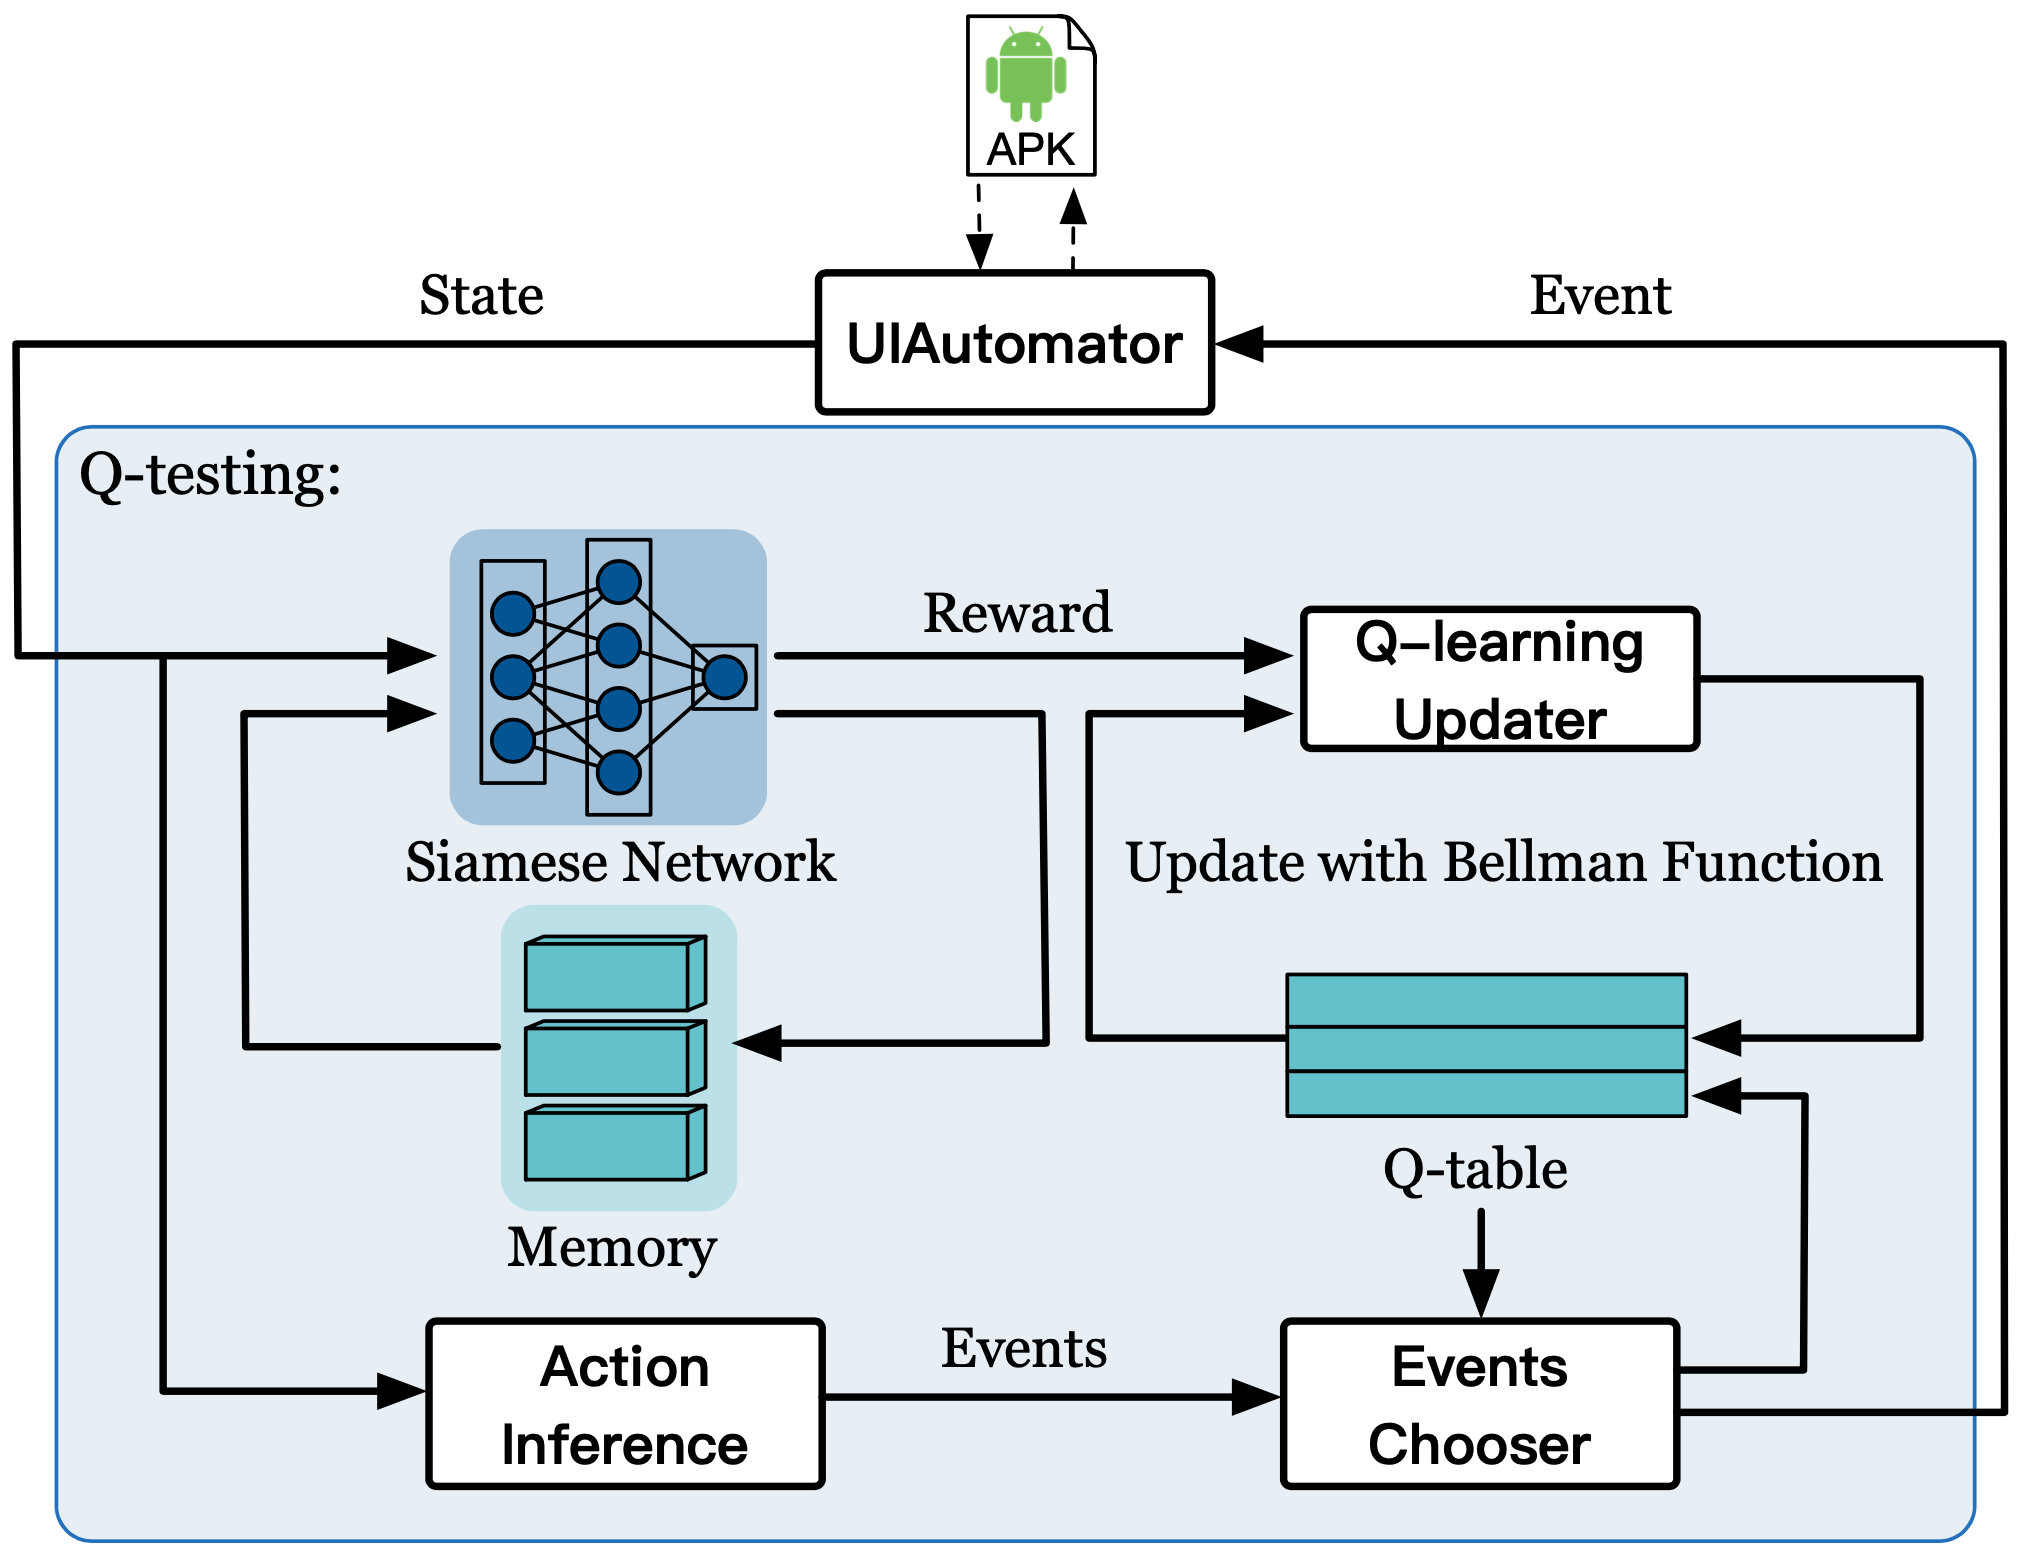 APK
State
UIAutomator
Event
Q-testing:
Reward
Q-learning
Updater
Siamese Network
Update with Bellman Function
Q-table
Memory
Action
Inference
Events
Events
Chooser